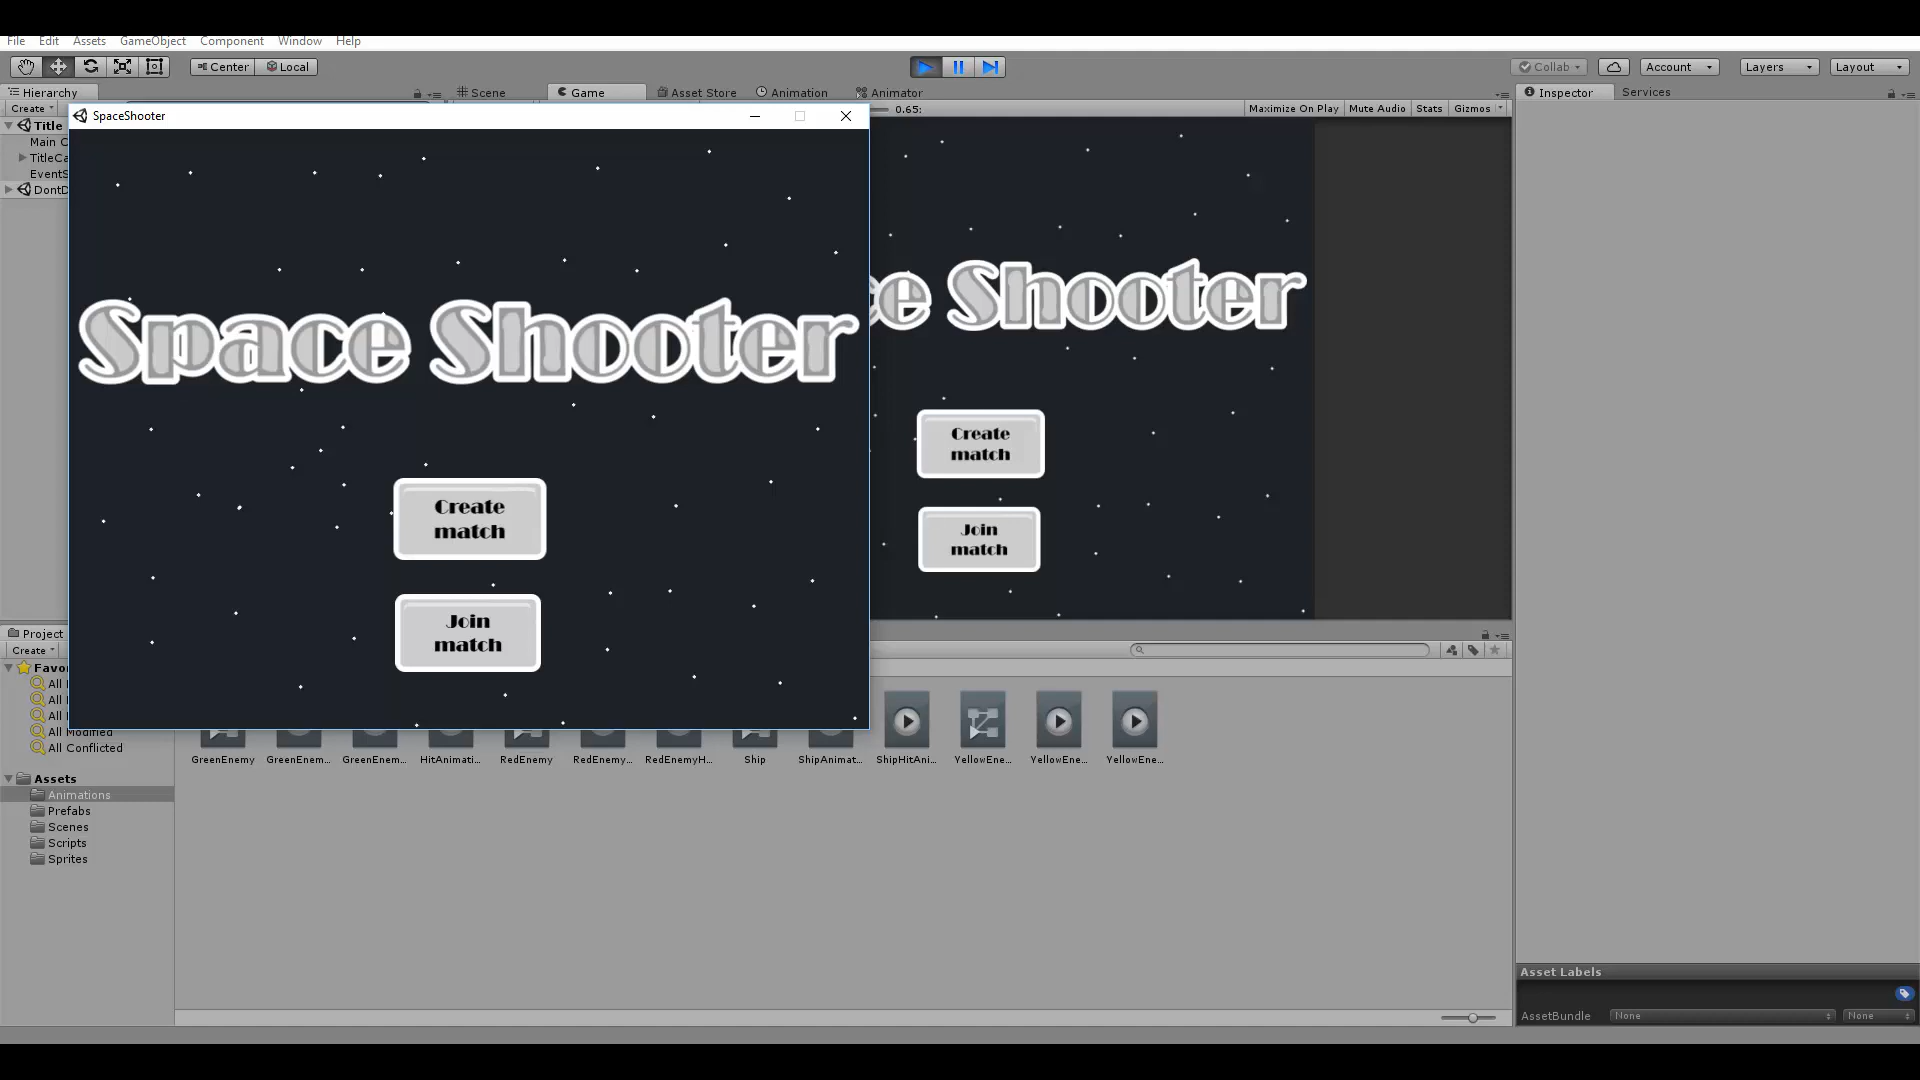 File Edit Assets GameObject Component Window Help
Center Local Collab Account Layers Layout
Hierarchy Scene Game Asset Store Animation Animator Inspector Services
Create 0.65: Maximize On Play Mute Audio Stats Gizmos
SpaceShooter
Title
Main C
TitleCa
EventS
DontD
Space Shooter
Create
match
Join
match
e Shooter
Create
match
Join
match
Project
Create
Favor
All
All
All
All Modified
All Conflicted
Assets
Animations
Prefabs
Scenes
Scripts
Sprites
GreenEnemy GreenEnem... GreenEnem... HitAnimati... RedEnemy RedEnemy... RedEnemyH... Ship ShipAnimat... ShipHitAni... YellowEne... YellowEne... YellowEne...
Asset Labels
AssetBundle None None